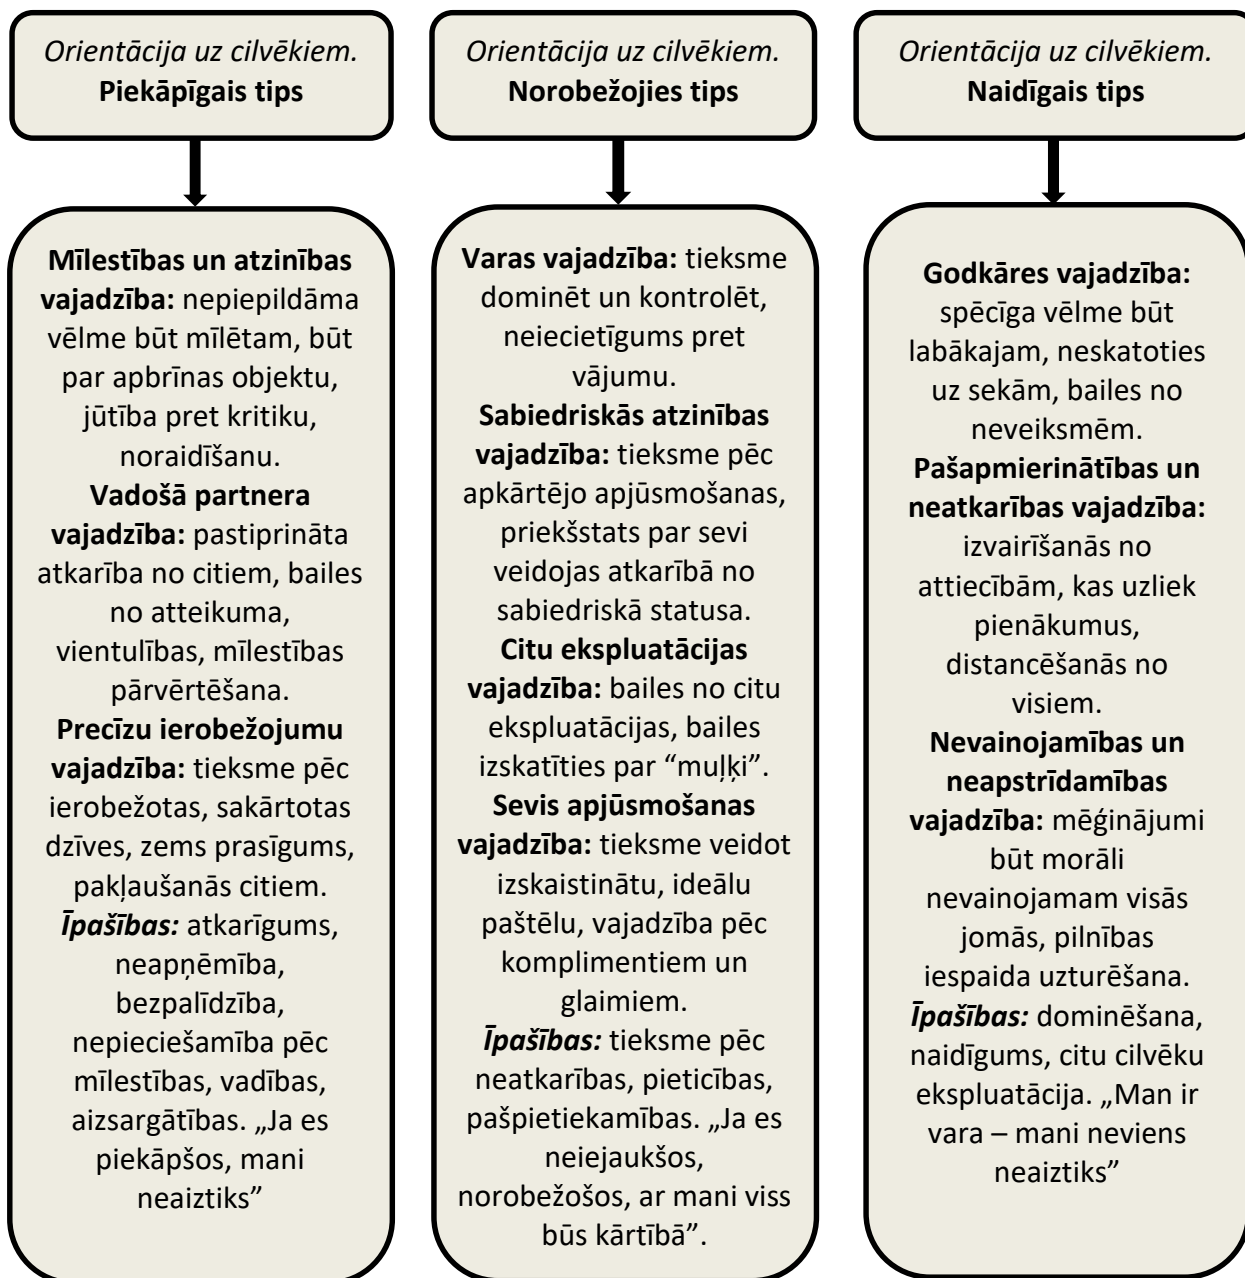 Orientācija uz cilvēkiem.
Piekāpīgais tips
Mīlestības un atzinības
vajadzība: nepiepildāma
vēlme būt mīlētam, būt
par apbrīnas objektu,
jūtība pret kritiku,
noraidīšanu.
Vadošā partnera
vajadzība: pastiprināta
atkarība no citiem, bailes
no atteikuma,
vientulības, mīlestības
pārvērtēšana.
Precīzu ierobežojumu
vajadzība: tieksme pēc
ierobežotas, sakārtotas
dzīves, zems prasīgums,
pakļaušanās citiem.
Īpašības: atkarīgums,
neapņēmība,
bezpalīdzība,
nepieciešamība pēc
mīlestības, vadības,
aizsargātības. „Ja es
piekāpšos, mani
neaiztiks”
Orientācija uz cilvēkiem.
Norobežojies tips
Varas vajadzība: tieksme
dominēt un kontrolēt,
neiecietīgums pret
vājumu.
Sabiedriskās atzinības
vajadzība: tieksme pēc
apkārtējo apjūsmošanas,
priekšstats par sevi
veidojas atkarībā no
sabiedriskā statusa.
Citu ekspluatācijas
vajadzība: bailes no citu
ekspluatācijas, bailes
izskatīties par “muļķi”.
Sevis apjūsmošanas
vajadzība: tieksme veidot
izskaistinātu, ideālu
paštēlu, vajadzība pēc
komplimentiem un
glaimiem.
Īpašības: tieksme pēc
neatkarības, pieticības,
pašpietiekamības. „Ja es
neiejaukšos,
norobežošos, ar mani viss
būs kārtībā”.
Orientācija uz cilvēkiem.
Naidīgais tips
Godkāres vajadzība:
spēcīga vēlme būt
labākajam, neskatoties
uz sekām, bailes no
neveiksmēm.
Pašapmierinātības un
neatkarības vajadzība:
izvairīšanās no
attiecībām, kas uzliek
pienākumus,
distancēšanās no
visiem.
Nevainojamības un
neapstrīdamības
vajadzība: mēģinājumi
būt morāli
nevainojamam visās
jomās, pilnības
iespaida uzturēšana.
Īpašības: dominēšana,
naidīgums, citu cilvēku
ekspluatācija. „Man ir
vara – mani neviens
neaiztiks”